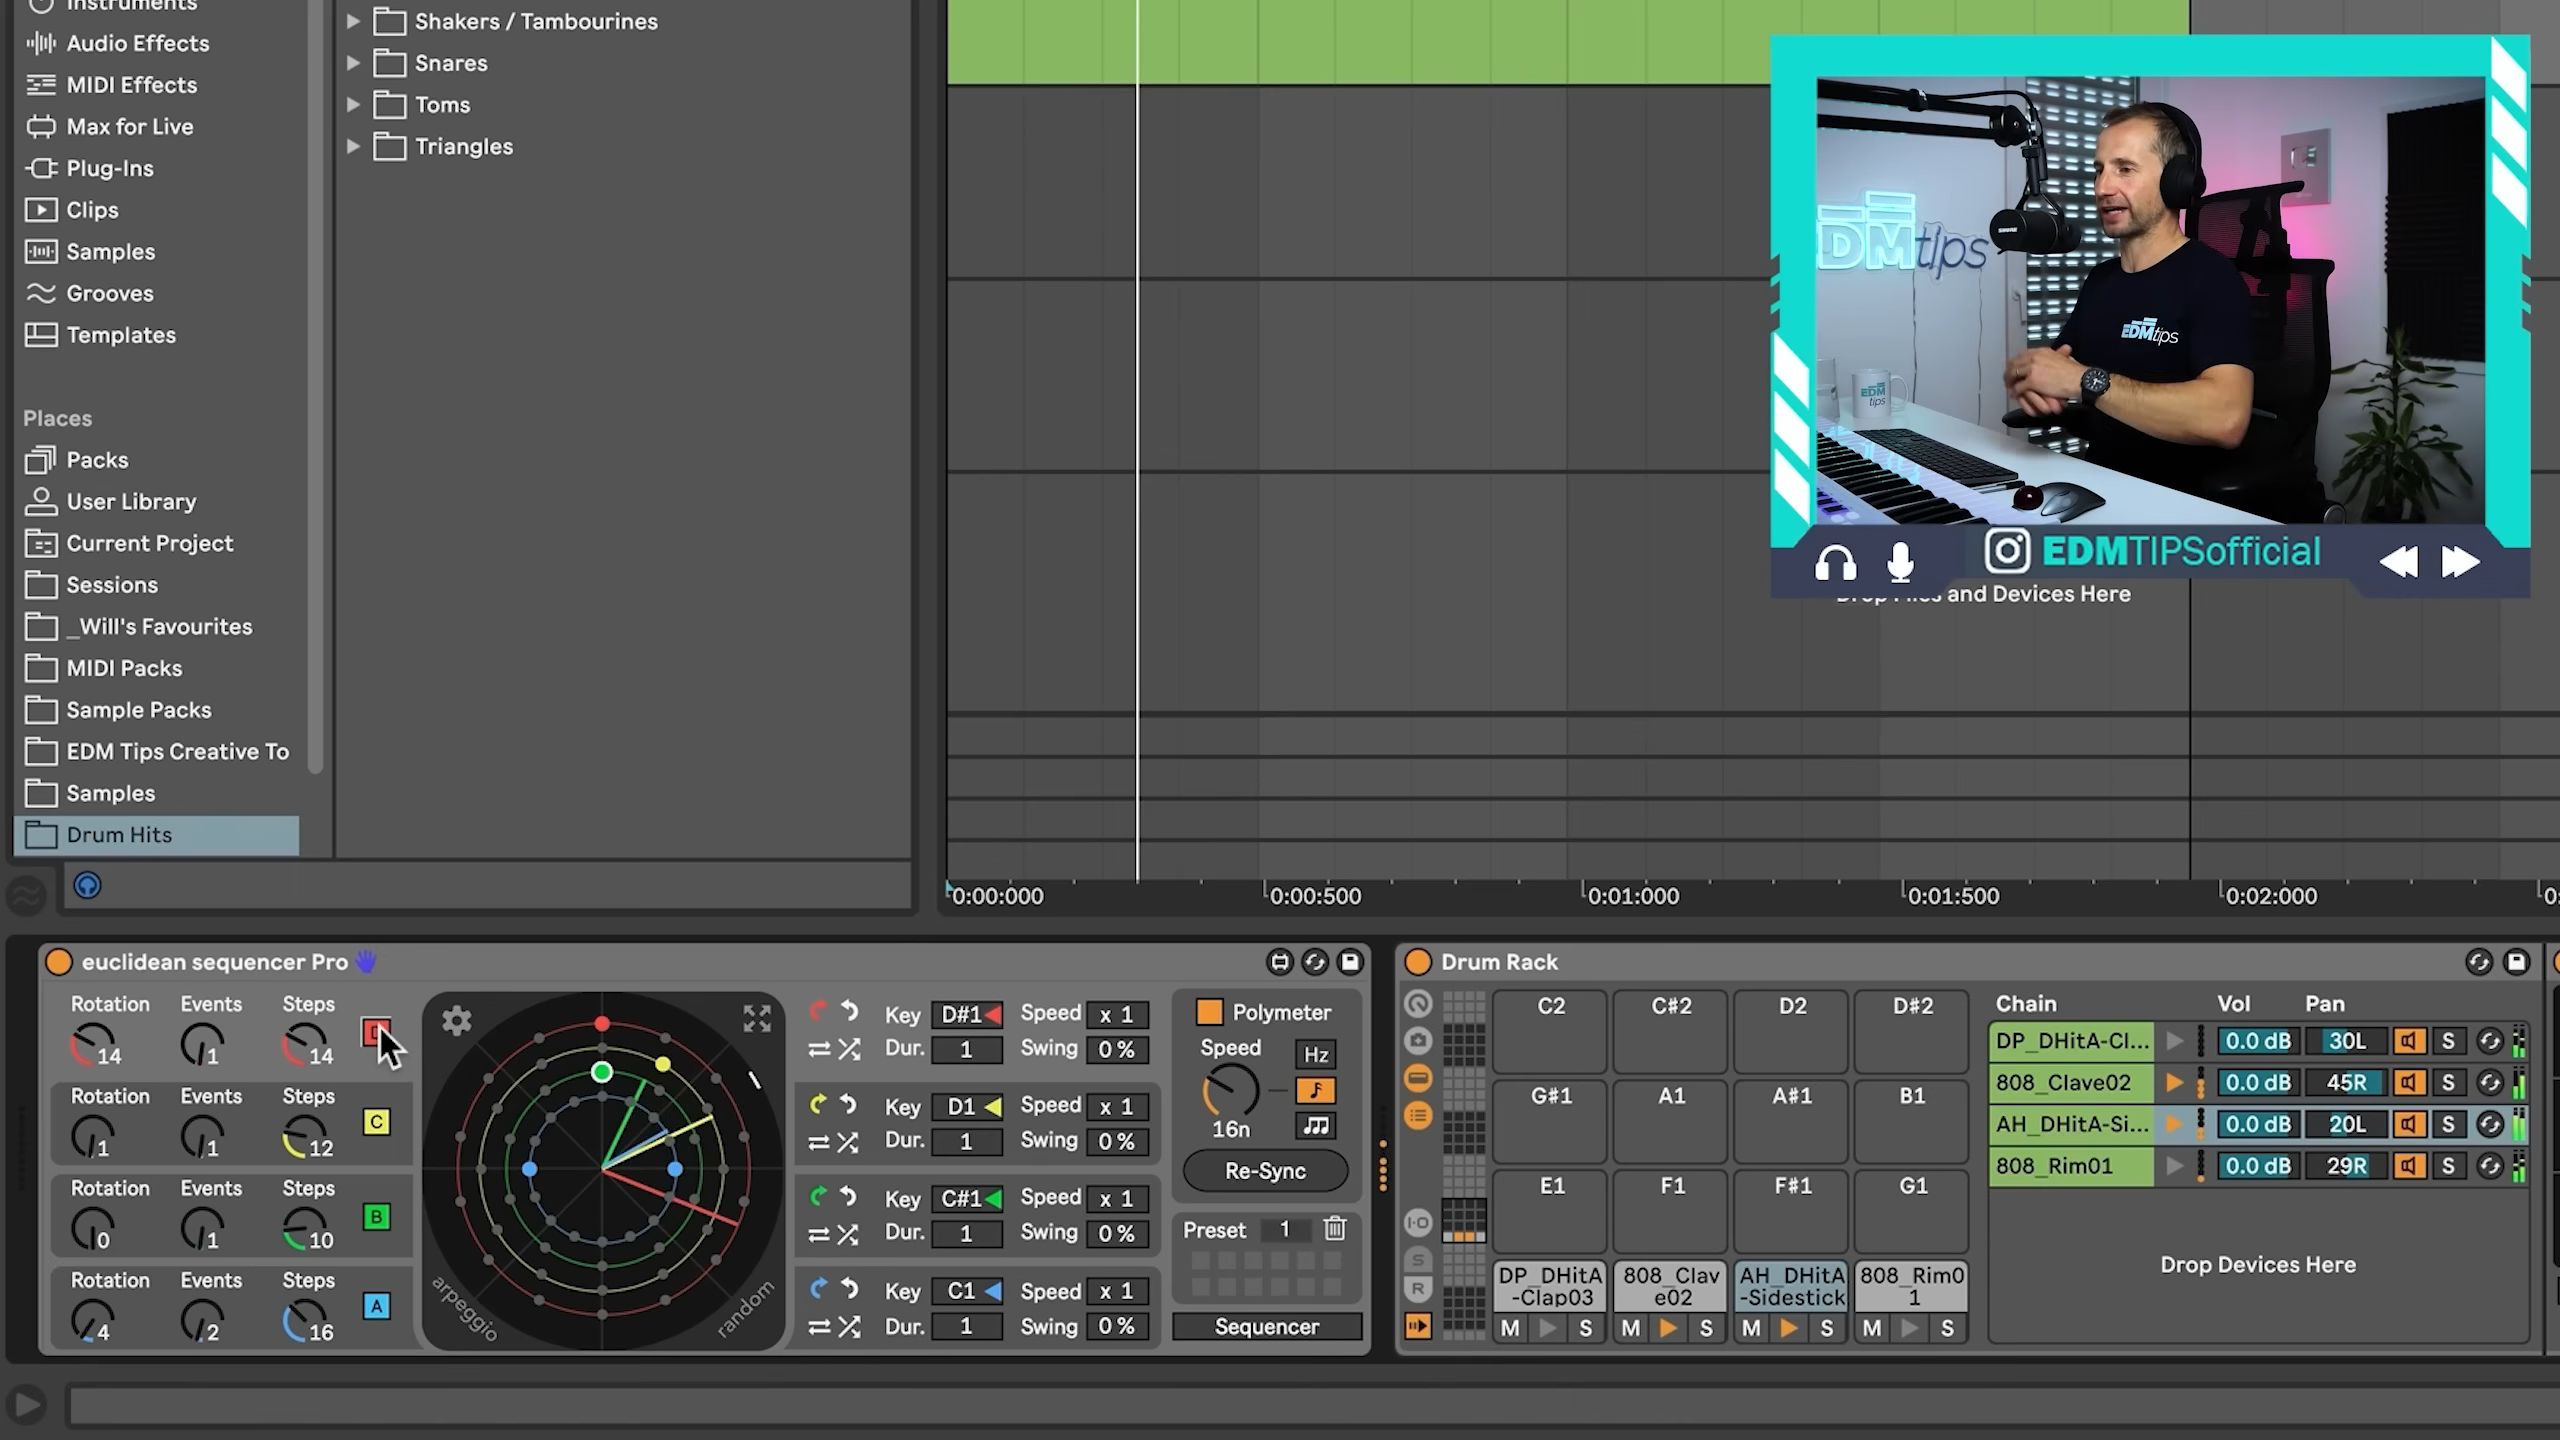 Instruments
Audio Effects
MIDI Effects
Max for Live
Plug-Ins
Clips
Samples
Grooves
Templates
Places
Packs
User Library
Current Project
Sessions
_Will's Favourites
MIDI Packs
Sample Packs
EDM Tips Creative To
Samples
Drum Hits
Shakers / Tambourines
Snares
Toms
Triangles
EDMtips
EDMtips
EDM
tips
EDMTIPSofficial
Drop Files and Devices Here
0:00:000
0:00:500
0:01:000
0:01:500
0:02:000
0:
euclidean sequencer Pro
Rotation Events Steps
14 1 14
Rotation Events Steps
1 1 12 C
Rotation Events Steps
0 1 10 B
Rotation Events Steps
4 2 16 A
arpeggio
random
Key D#1 Speed x 1
Dur. 1 Swing 0 %
Key D1 Speed x 1
Dur. 1 Swing 0 %
Key C#1 Speed x 1
Dur. 1 Swing 0 %
Key C1 Speed x 1
Dur. 1 Swing 0 %
Polymeter
Speed Hz
16n
Re-Sync
Preset 1
Sequencer
Drum Rack
I-O
S
R
C2 C#2 D2 D#2
G#1 A1 A#1 B1
E1 F1 F#1 G1
DP_DHitA
-Clap03
808_Clav
e02
AH_DHitA
-Sidestick
808_Rim0
1
M S M S M S M S
Chain Vol Pan
DP_DHitA-Cl... 0.0 dB 30L S
808_Clave02 0.0 dB 45R S
AH_DHitA-Si... 0.0 dB 20L S
808_Rim01 0.0 dB 29R S
Drop Devices Here